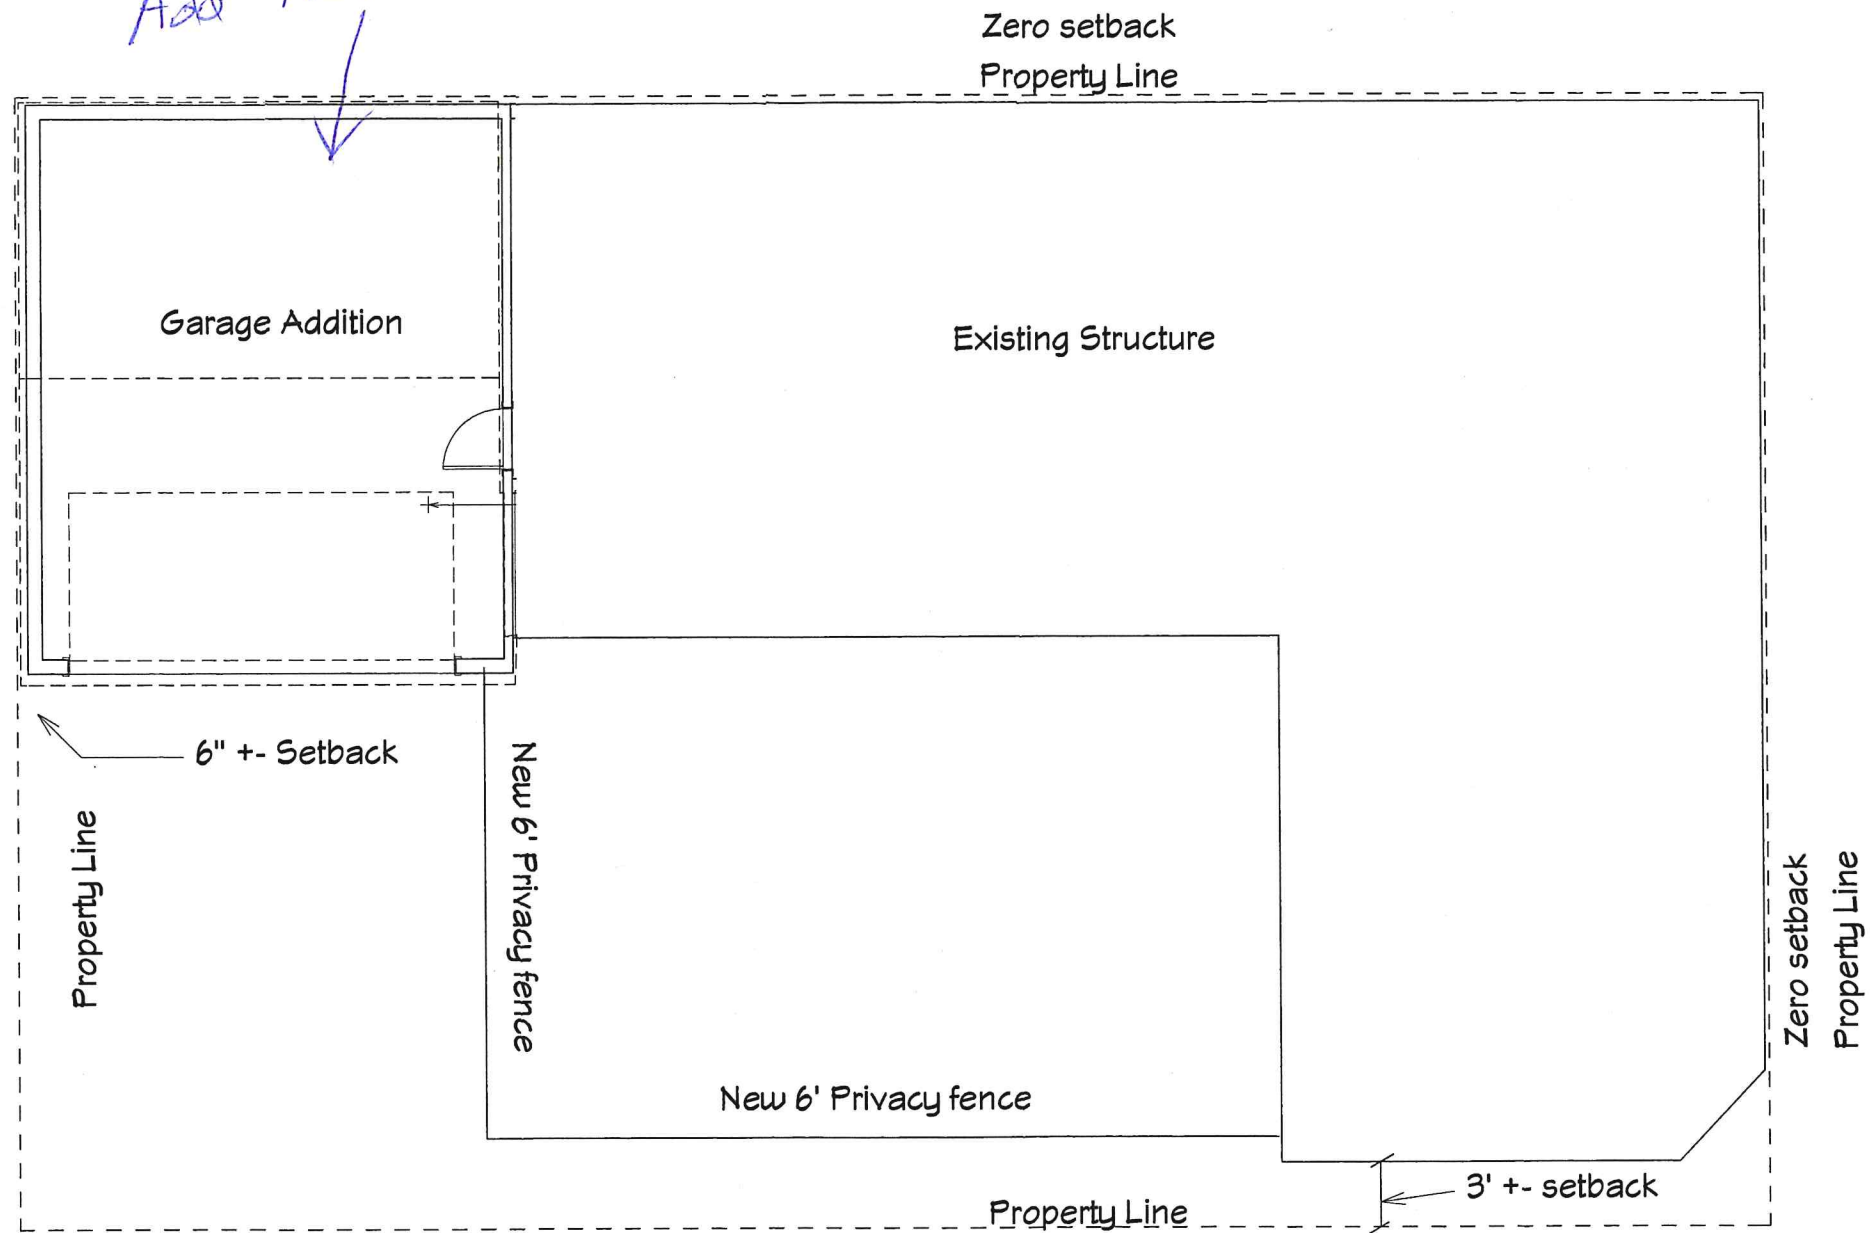 Add
Zero setback
Property Line
Garage Addition
Existing Structure
6" +- Setback
New 6' Privacy fence
Property Line
Zero setback
Property Line
New 6' Privacy fence
3' +- setback
Property Line